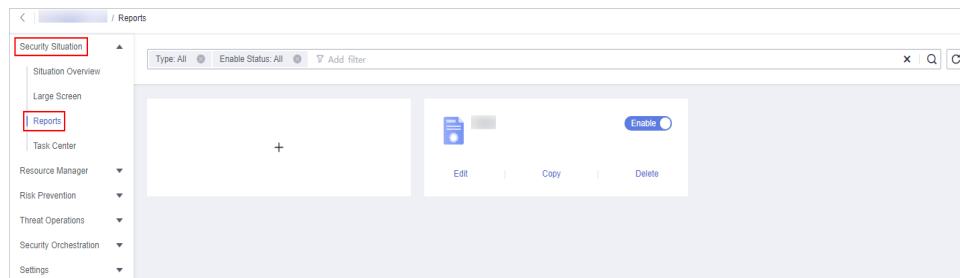 / Reports
Security Situation
Situation Overview
Large Screen
Reports
Task Center
Resource Manager
Risk Prevention
Threat Operations
Security Orchestration
Settings
Type: All Enable Status: All Add filter
+
Enable
Edit Copy Delete